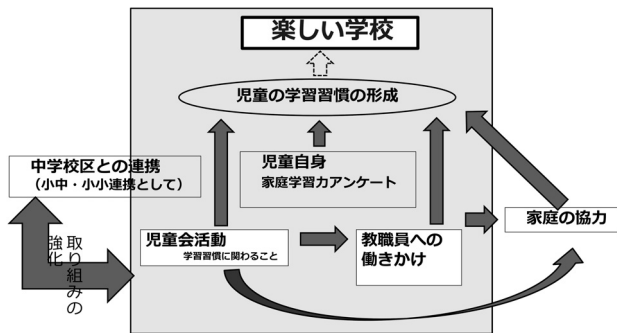 楽しい学校
児童の学習習慣の形成
中学校区との連携
（小中・小小連携として）
児童自身
家庭学習力アンケート
取り組みの
強化
児童会活動
学習習慣に関わること
教職員への
働きかけ
家庭の協力